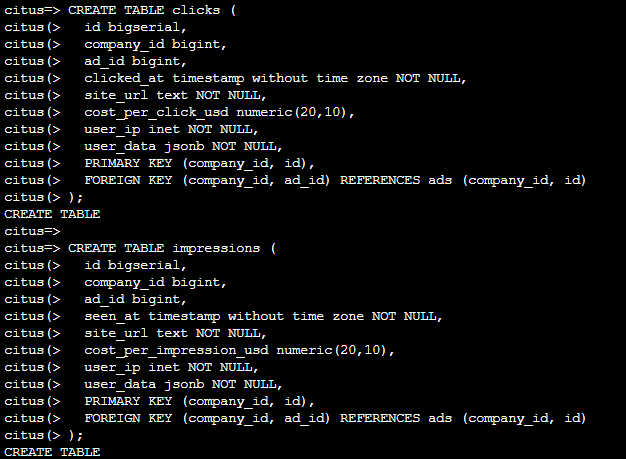 citus=> CREATE TABLE clicks (
citus(>   id bigserial,
citus(>   company_id bigint,
citus(>   ad_id bigint,
citus(>   clicked_at timestamp without time zone NOT NULL,
citus(>   site_url text NOT NULL,
citus(>   cost_per_click_usd numeric(20,10),
citus(>   user_ip inet NOT NULL,
citus(>   user_data jsonb NOT NULL,
citus(>   PRIMARY KEY (company_id, id),
citus(>   FOREIGN KEY (company_id, ad_id) REFERENCES ads (company_id, id)
citus(> );
CREATE TABLE
citus=>
citus=> CREATE TABLE impressions (
citus(>   id bigserial,
citus(>   company_id bigint,
citus(>   ad_id bigint,
citus(>   seen_at timestamp without time zone NOT NULL,
citus(>   site_url text NOT NULL,
citus(>   cost_per_impression_usd numeric(20,10),
citus(>   user_ip inet NOT NULL,
citus(>   user_data jsonb NOT NULL,
citus(>   PRIMARY KEY (company_id, id),
citus(>   FOREIGN KEY (company_id, ad_id) REFERENCES ads (company_id, id)
citus(> );
CREATE TABLE